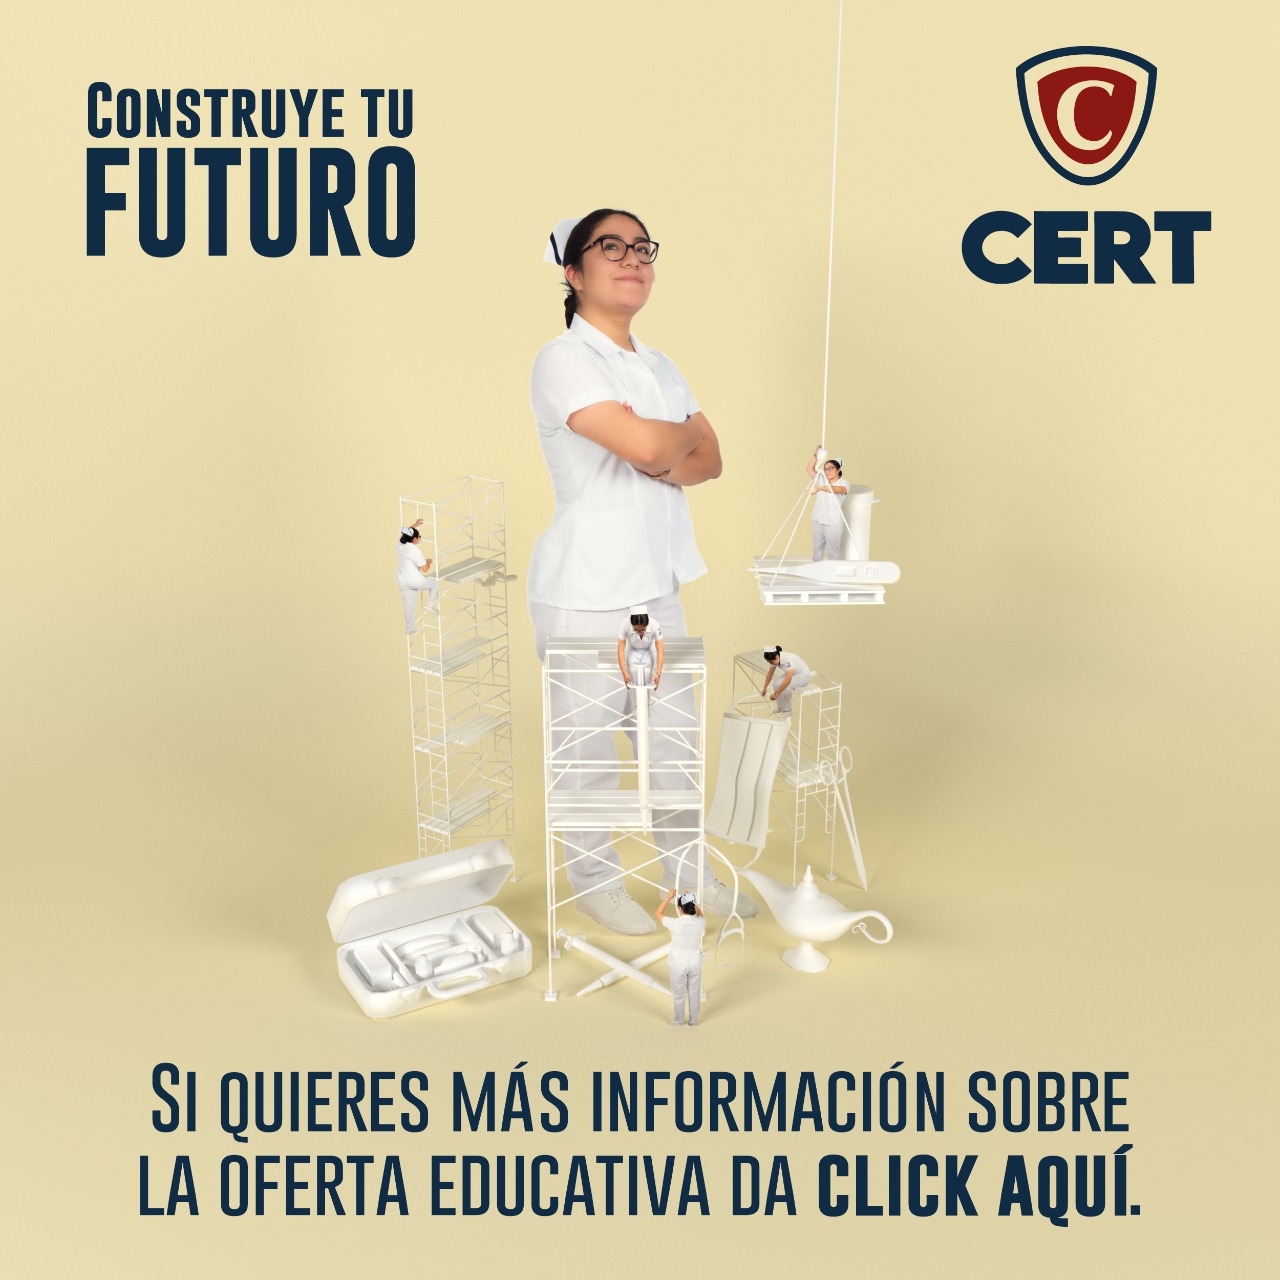 CONSTRUYE TU
FUTURO
C
CERT
SI QUIERES MÁS INFORMACIÓN SOBRE
LA OFERTA EDUCATIVA DA CLICK AQUÍ.